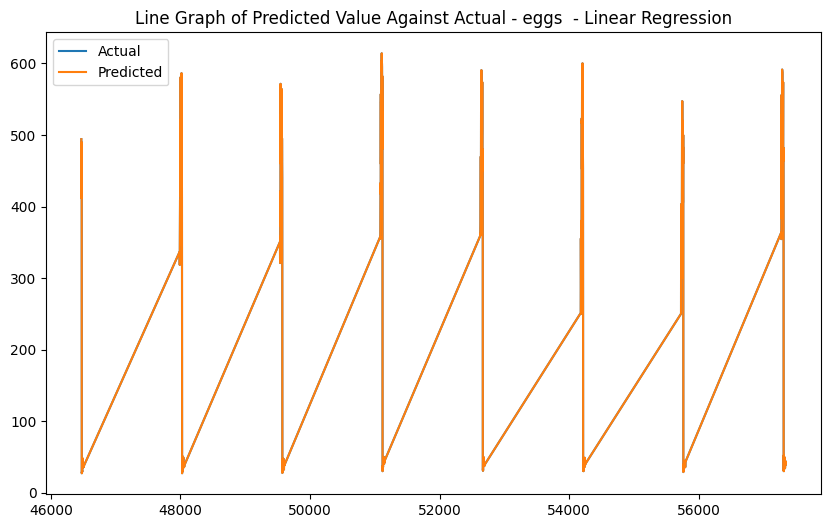 Line Graph of Predicted Value Against Actual - eggs  - Linear Regression
Actual
Predicted
600
500
400
300
200
100
0
46000 48000 50000 52000 54000 56000